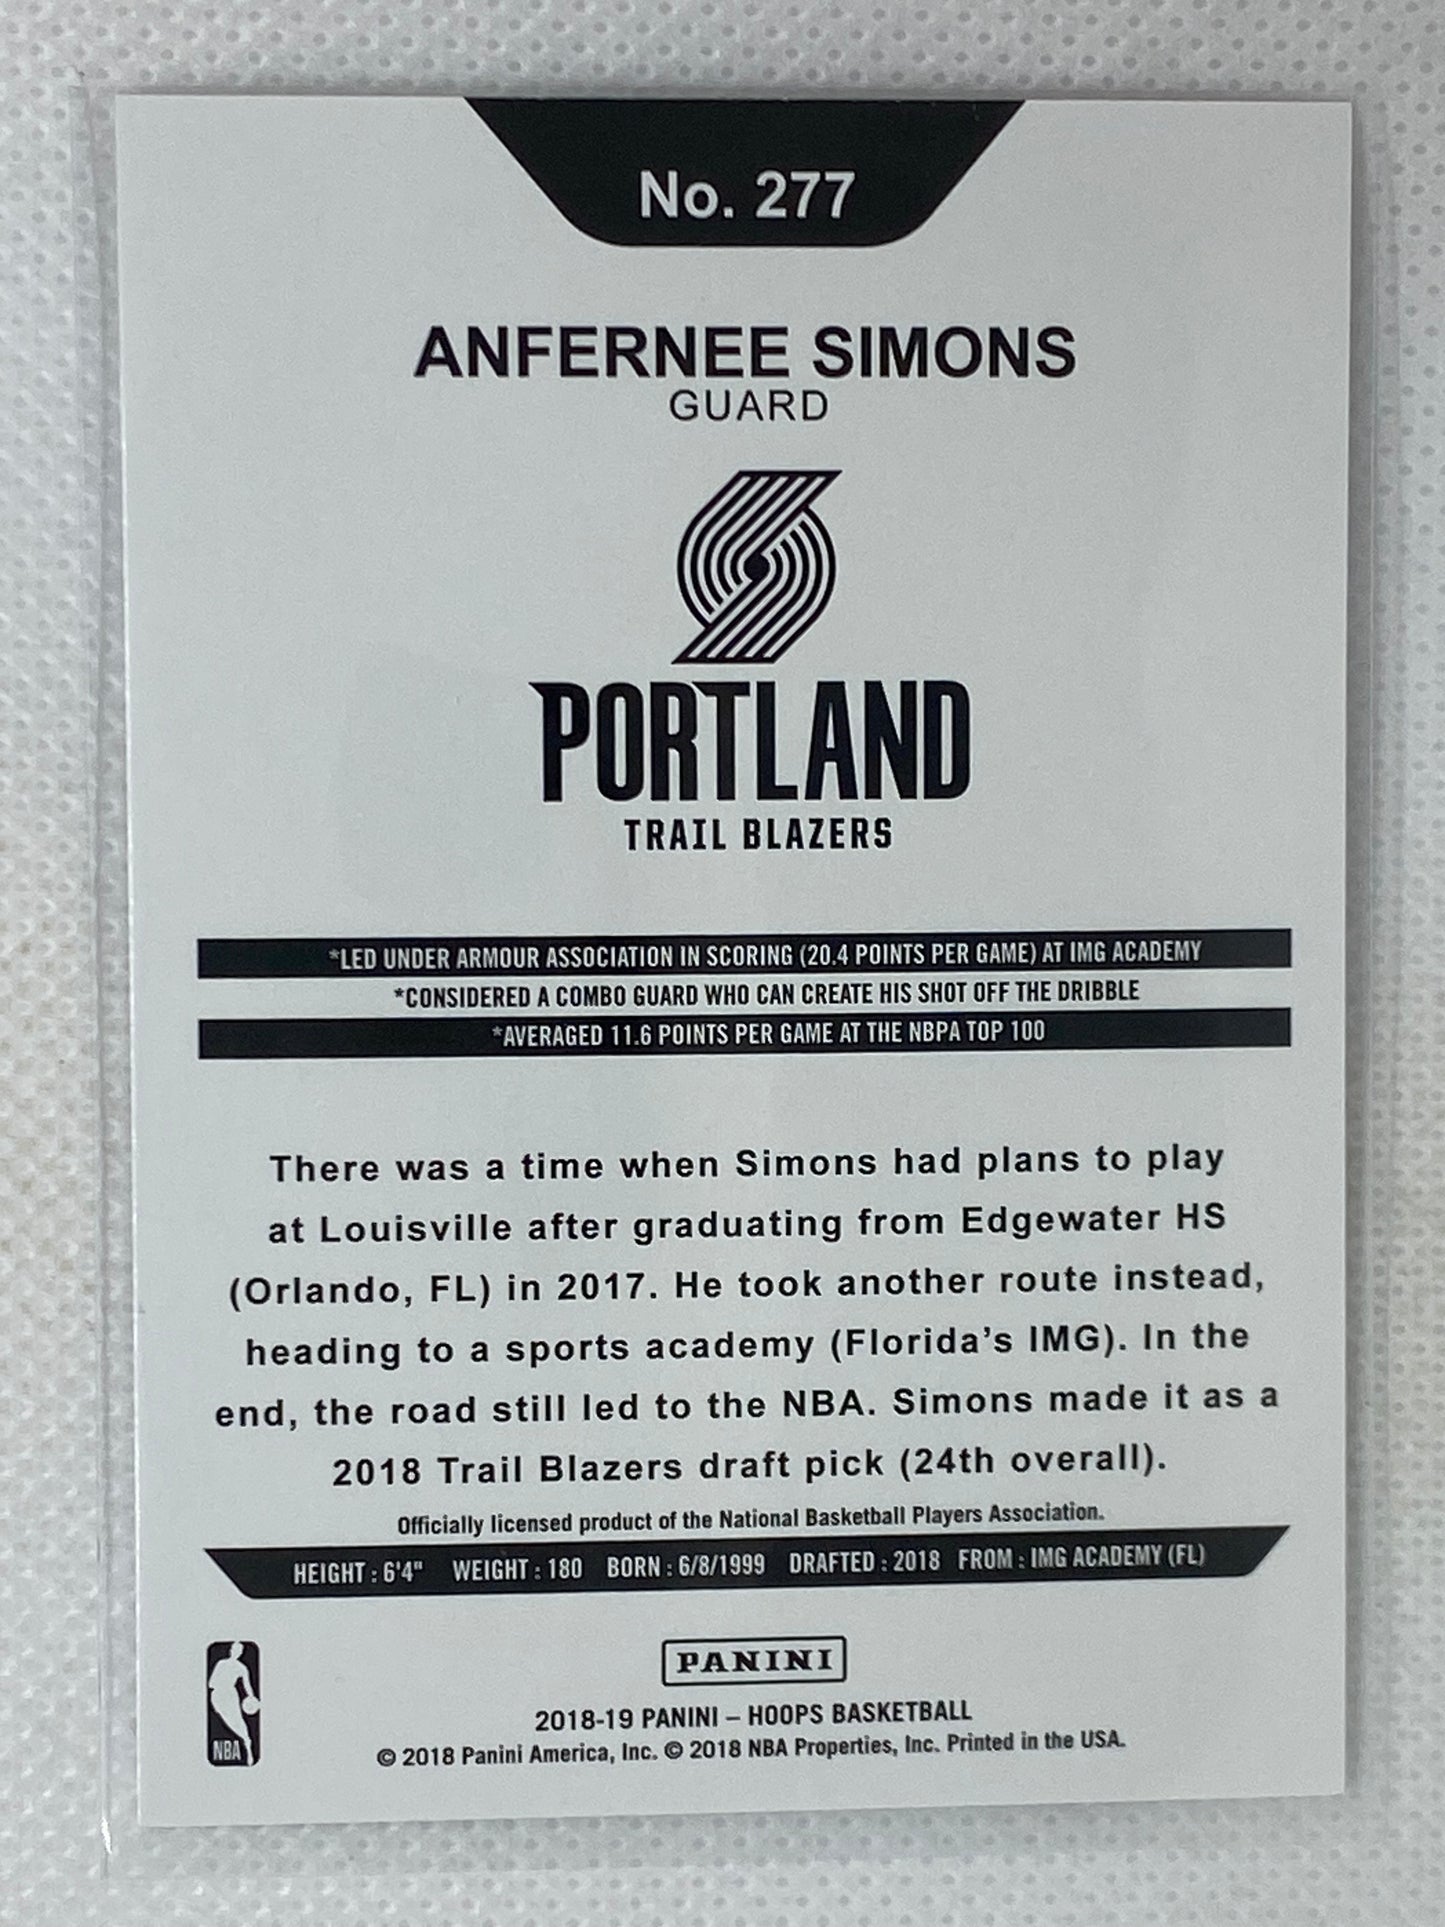 No. 277
ANFERNEE SIMONS
GUARD
PORTLAND
TRAIL BLAZERS
*LED UNDER ARMOUR ASSOCIATION IN SCORING (20.4 POINTS PER GAME) AT IMG ACADEMY
*CONSIDERED A COMBO GUARD WHO CAN CREATE HIS SHOT OFF THE DRIBBLE
*AVERAGED 11.6 POINTS PER GAME AT THE NBPA TOP 100
There was a time when Simons had plans to play
at Louisville after graduating from Edgewater HS
(Orlando, FL) in 2017. He took another route instead,
heading to a sports academy (Florida’s IMG). In the
end, the road still led to the NBA. Simons made it as a
2018 Trail Blazers draft pick (24th overall).
Officially licensed product of the National Basketball Players Association.
HEIGHT : 6'4" WEIGHT : 180 BORN : 6/8/1999 DRAFTED : 2018 FROM : IMG ACADEMY (FL)
PANINI
NBA
2018-19 PANINI – HOOPS BASKETBALL
© 2018 Panini America, Inc. © 2018 NBA Properties, Inc. Printed in the USA.